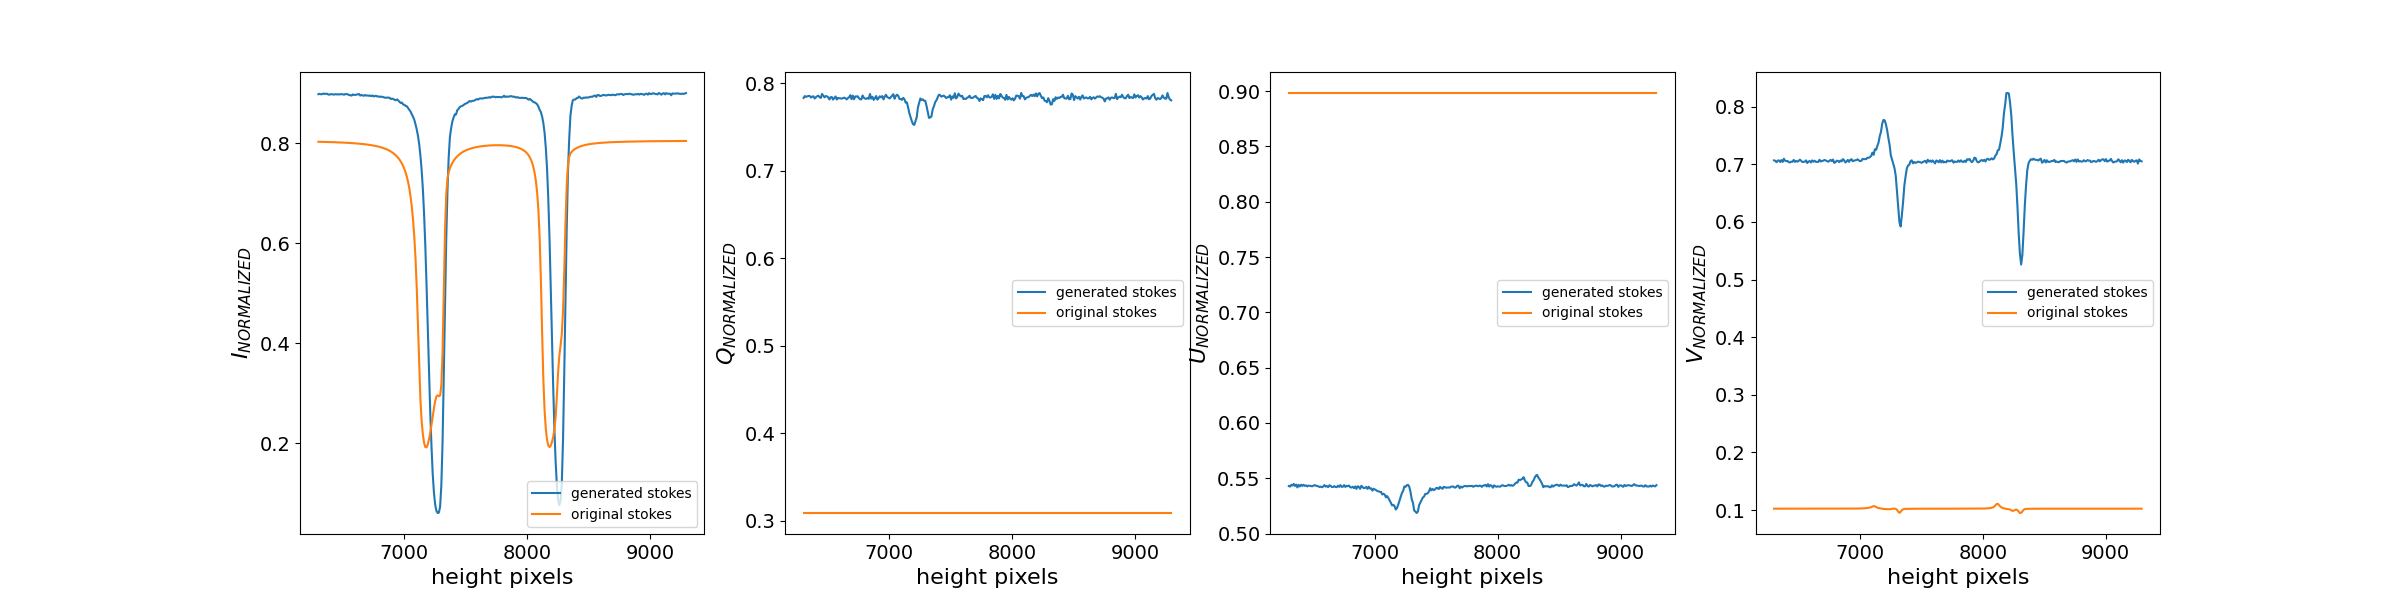 I_NORMALIZED
0.8
0.6
0.4
0.2
generated stokes
original stokes
7000 8000 9000
height pixels
Q_NORMALIZED
0.8
0.7
0.6
0.5
0.4
0.3
generated stokes
original stokes
7000 8000 9000
height pixels
U_NORMALIZED
0.90
0.85
0.80
0.75
0.70
0.65
0.60
0.55
0.50
generated stokes
original stokes
7000 8000 9000
height pixels
V_NORMALIZED
0.8
0.7
0.6
0.5
0.4
0.3
0.2
0.1
generated stokes
original stokes
7000 8000 9000
height pixels